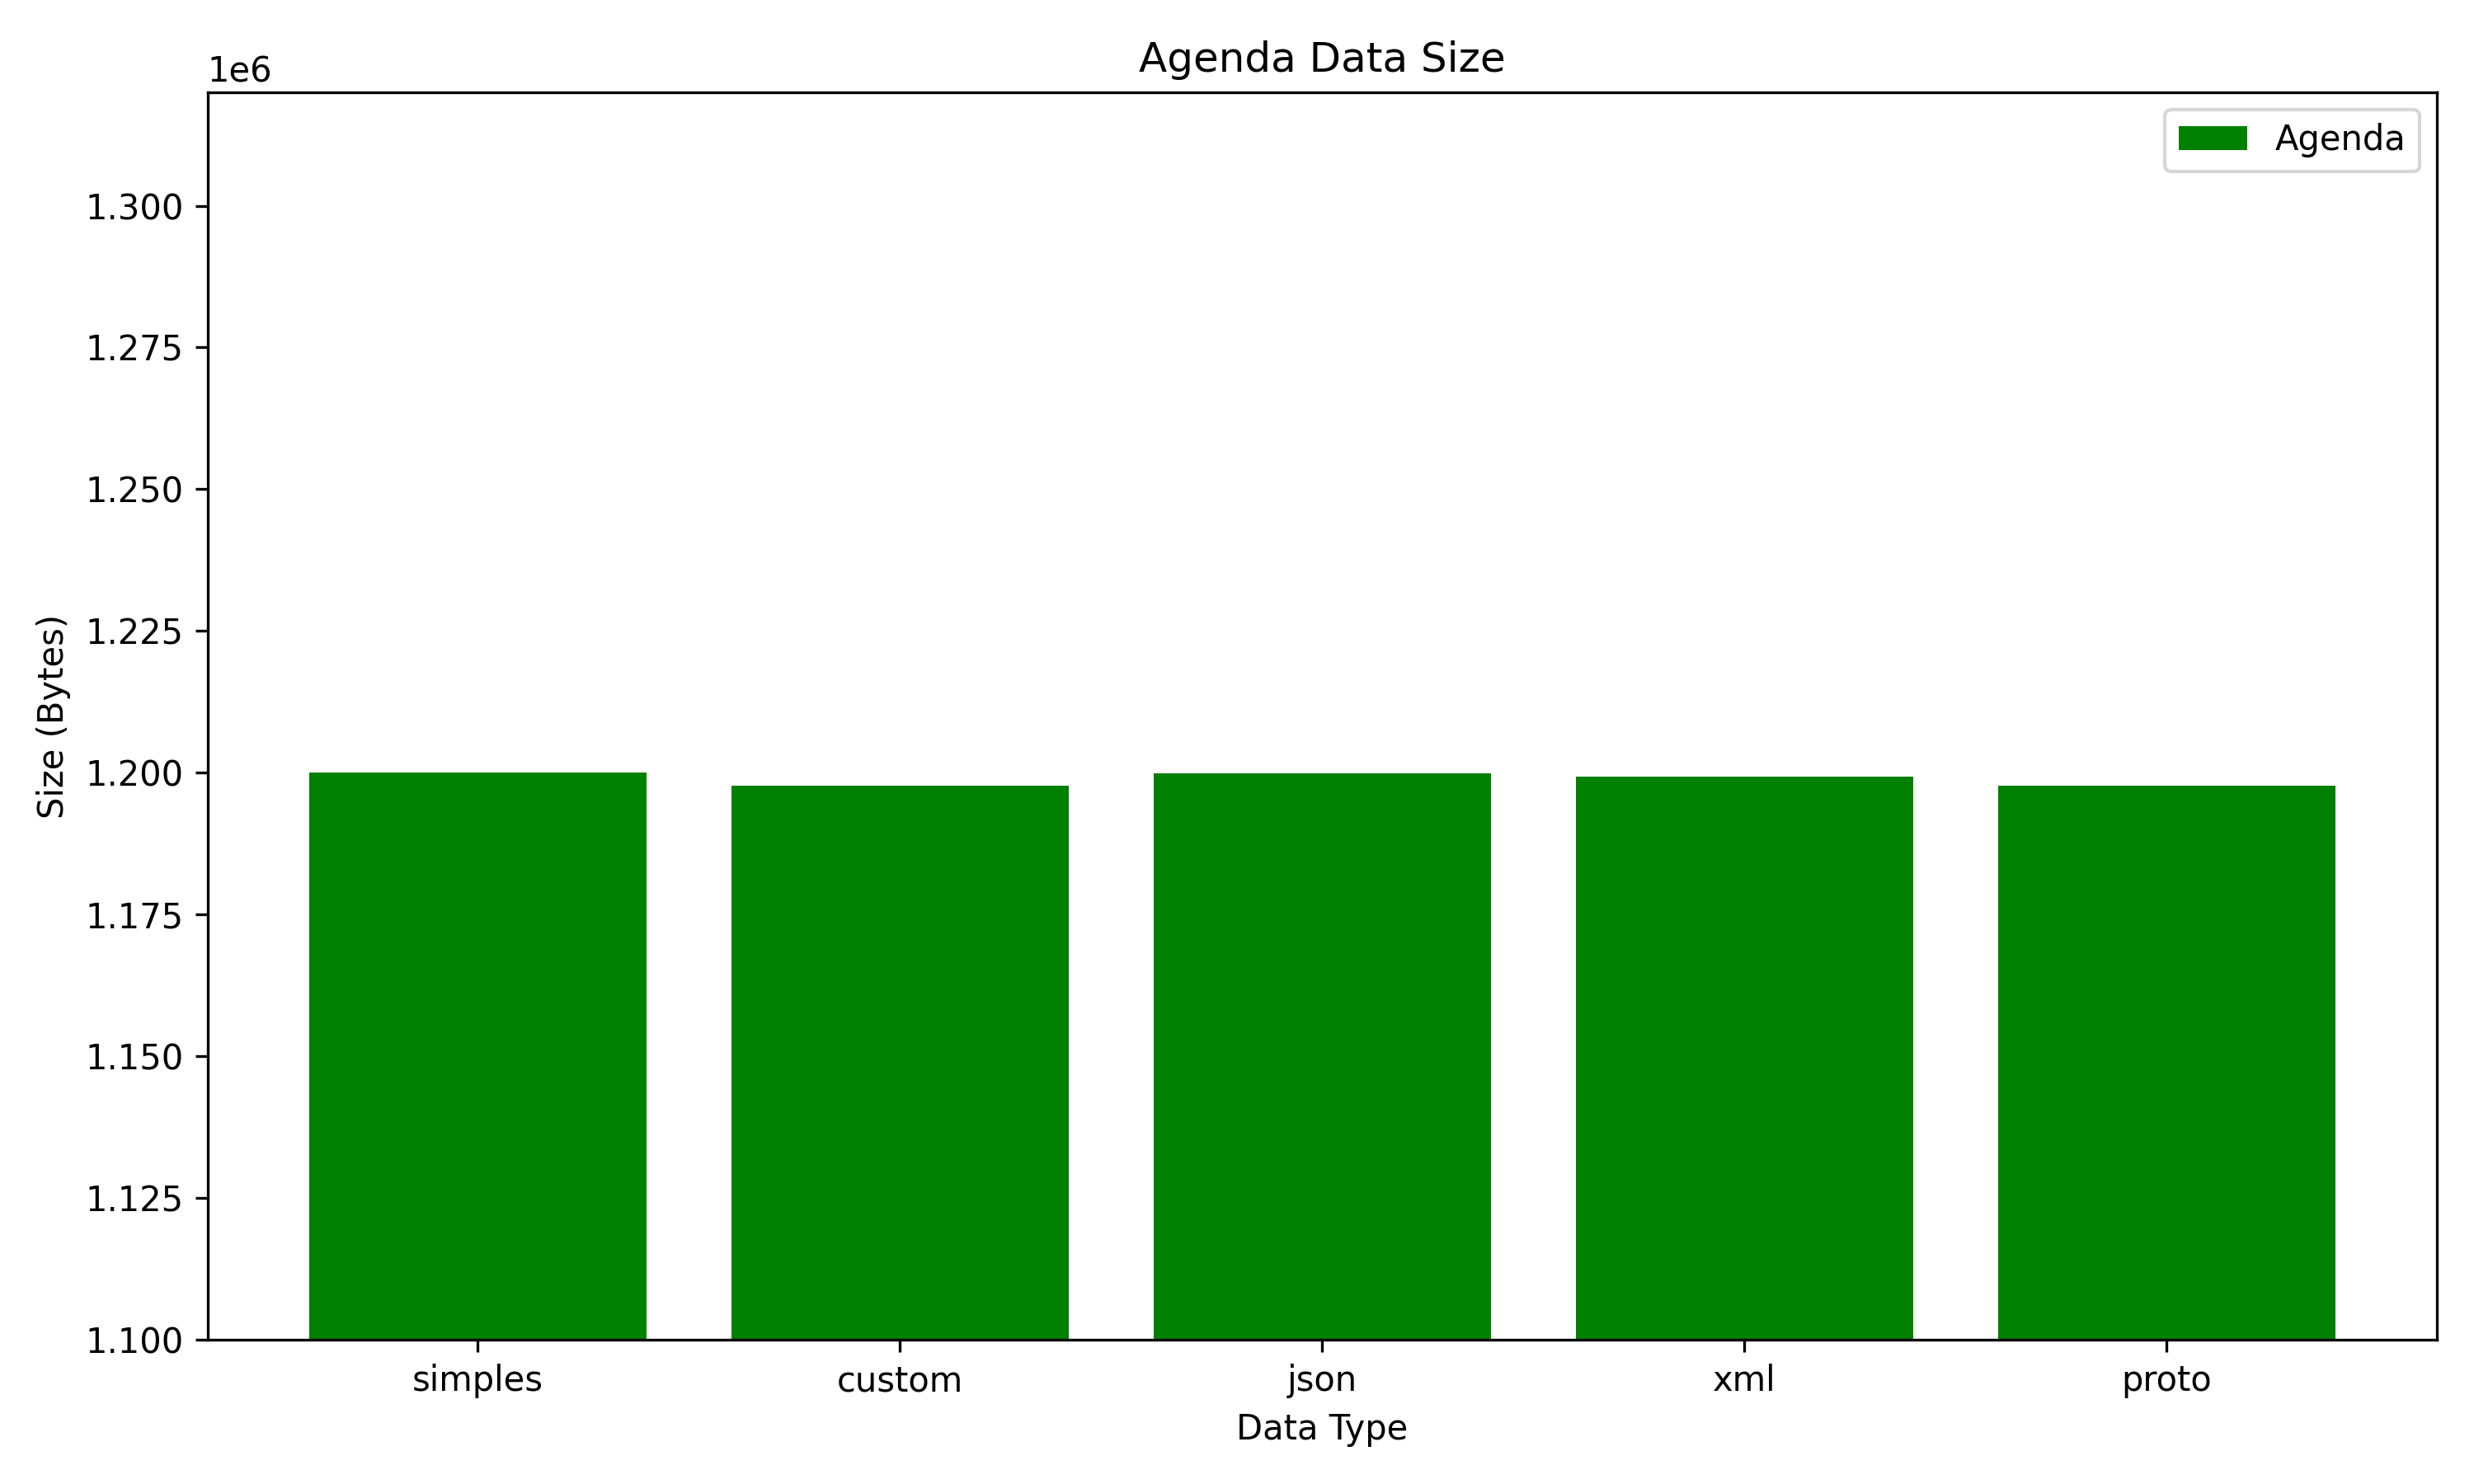 Agenda Data Size
1e6
Agenda
1.300
1.275
1.250
1.225
1.200
1.175
1.150
1.125
1.100
Size (Bytes)
simples custom json xml proto
Data Type